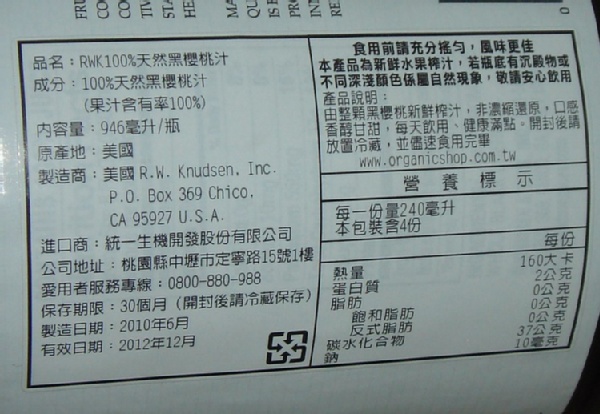 品名：RWK100%天然黑櫻桃汁
成分：100%天然黑櫻桃汁
(果汁含有率100%)
內容量：946毫升/瓶
原產地：美國
製造商：美國 R.W. Knudsen, Inc.
P.O. Box 369 Chico,
CA 95927 U.S.A.
進口商：統一生機開發股份有限公司
公司地址：桃園縣中壢市定寧路15號1樓
愛用者服務專線：0800-880-988
保存期限：30個月 (開封後請冷藏保存)
製造日期：2010年6月
有效日期：2012年12月
食用前請充分搖勻，風味更佳
本產品為新鮮水果榨汁，若瓶底有沉澱物或
不同深淺顏色係屬自然現象，敬請安心飲用
產品說明：
由整顆黑櫻桃新鮮榨汁，非濃縮還原，口感
香醇甘甜，每天飲用、健康滿點。開封後請
放置冷藏，並儘速食用完畢
www.organicshop.com.tw
營養標示
每一份量240毫升
本包裝含4份
每份
熱量 160大卡
蛋白質 2公克
脂肪 0公克
飽和脂肪 0公克
反式脂肪 0公克
碳水化合物 37公克
鈉 10毫克